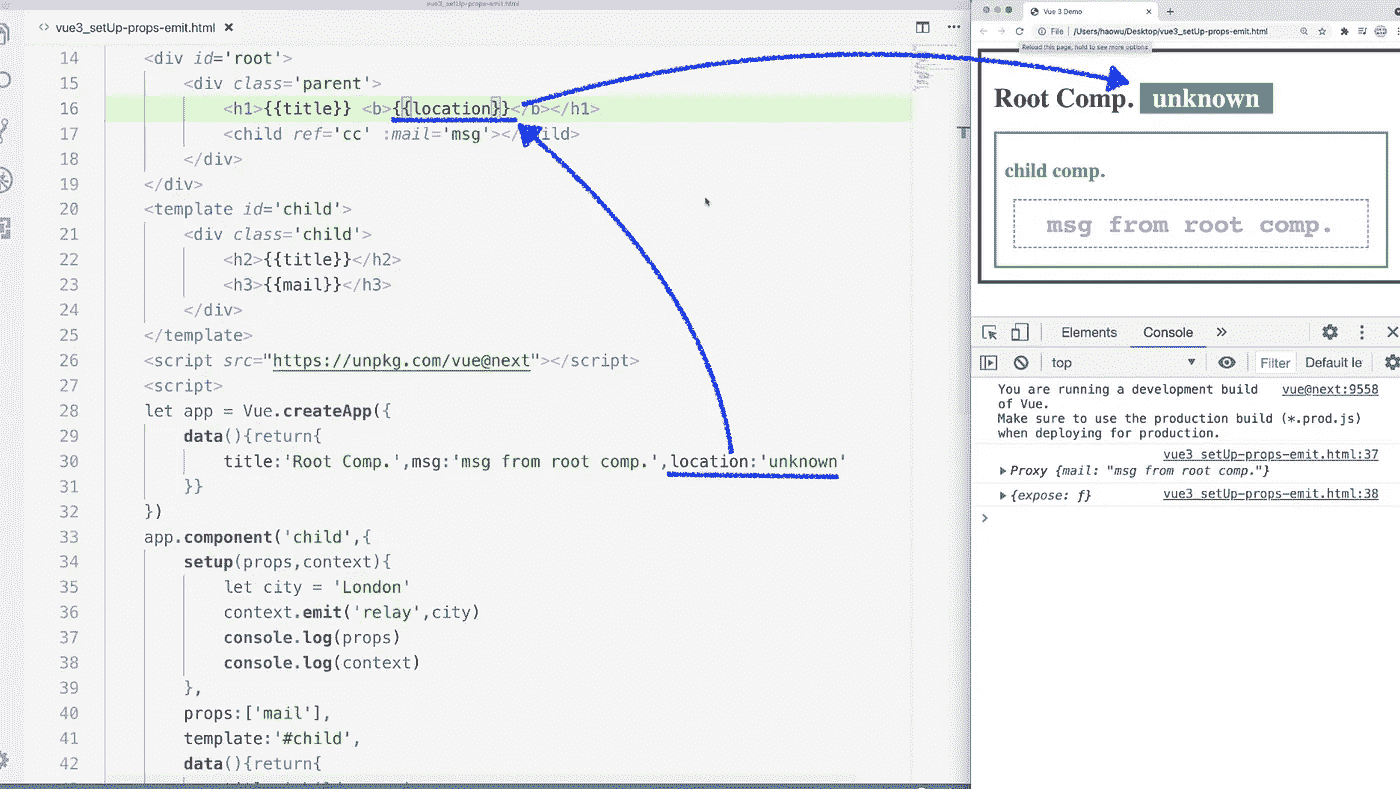 vue3_setUp-props-emit.html
<> vue3_setUp-props-emit.html ×
14 <div id='root'>
15 <div class='parent'>
16 <h1>{{title}} <b>{{location}}</b></h1>
17 <child ref='cc' :mail='msg'></child>
18 </div>
19 </div>
20 <template id='child'>
21 <div class='child'>
22 <h2>{{title}}</h2>
23 <h3>{{mail}}</h3>
24 </div>
25 </template>
26 <script src="https://unpkg.com/vue@next"></script>
27 <script>
28 let app = Vue.createApp({
29 data(){return{
30 title:'Root Comp.',msg:'msg from root comp.',location:'unknown'
31 }}
32 })
33 app.component('child',{
34 setup(props,context){
35 let city = 'London'
36 context.emit('relay',city)
37 console.log(props)
38 console.log(context)
39 },
40 props:['mail'],
41 template:'#child',
42 data(){return{
Vue 3 Demo
File | /Users/haowu/Desktop/vue3_setUp-props-emit.html
Reload this page, hold to see more options
Root Comp. unknown
child comp.
msg from root comp.
Elements Console »
top Filter Default le
You are running a development build vue@next:9558
of Vue.
Make sure to use the production build (*.prod.js)
when deploying for production.
vue3 setUp-props-emit.html:37
Proxy {mail: "msg from root comp."}
{expose: ƒ} vue3 setUp-props-emit.html:38